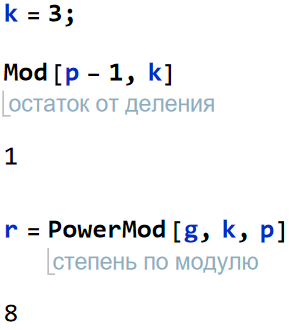 k = 3;
Mod[p – 1, k]
остаток от деления
1
r = PowerMod[g, k, p]
степень по модулю
8